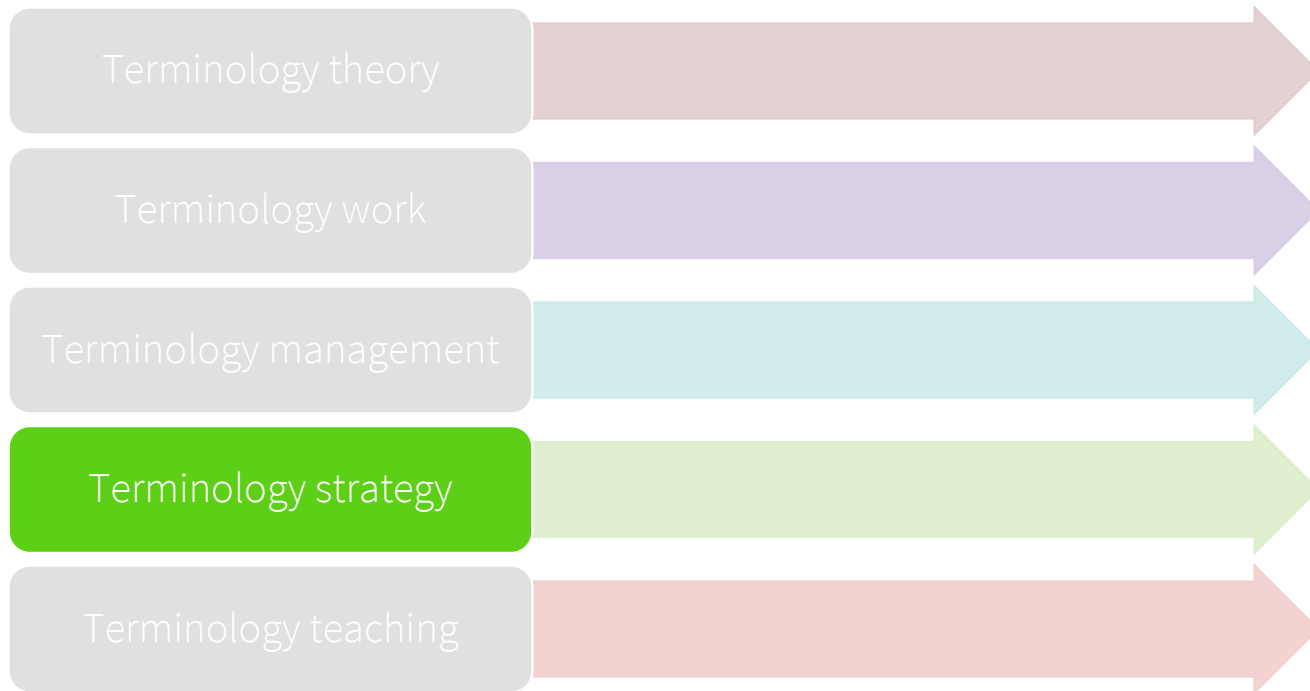 Terminology theory
Terminology work
Terminology management
Terminology strategy
Terminology teaching